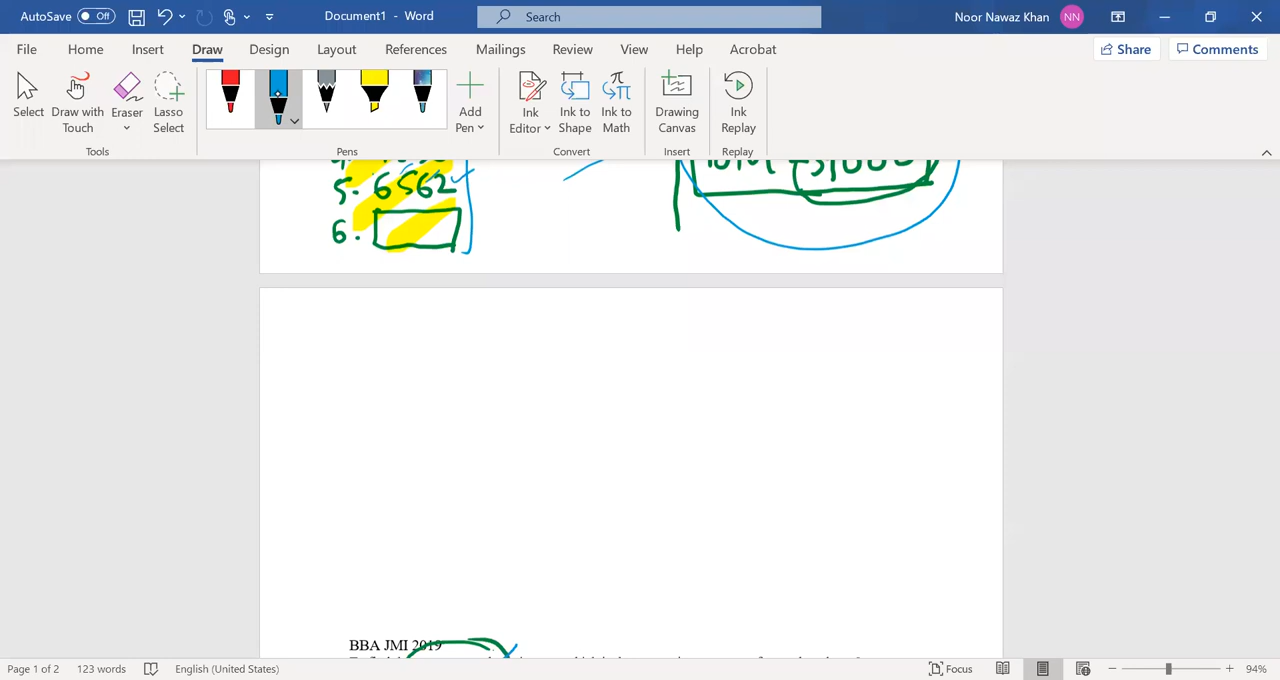 AutoSave Off Document1 - Word Search Noor Nawaz Khan NN
File Home Insert Draw Design Layout References Mailings Review View Help Acrobat Share Comments
Select Draw with Touch Eraser Lasso Select Add Pen Ink Editor Ink to Shape Ink to Math Drawing Canvas Ink Replay
Tools Pens Convert Insert Replay
5. 6562
6.
BBA JMI 2019
Page 1 of 2 123 words English (United States) Focus 94%